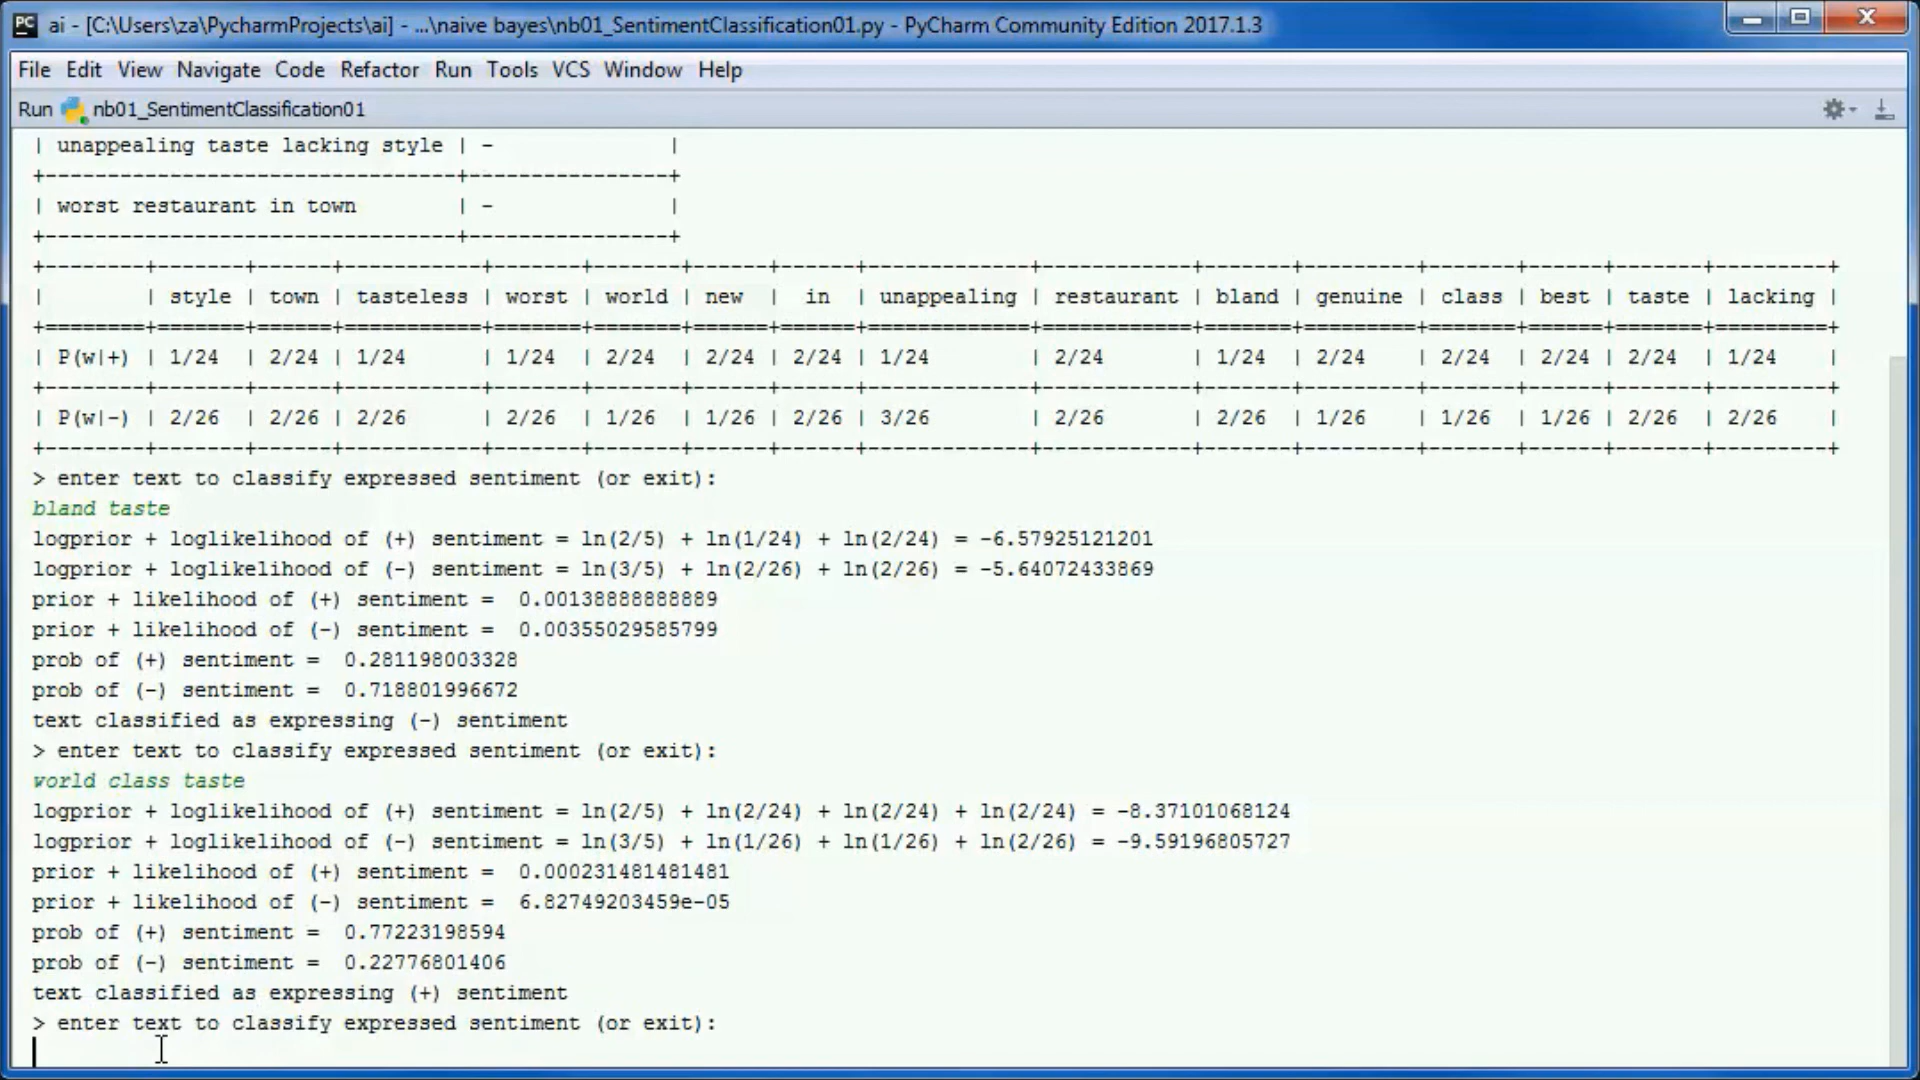 ai - [C:\Users\za\PycharmProjects\ai] - ...\naive bayes\nb01_SentimentClassification01.py - PyCharm Community Edition 2017.1.3
File Edit View Navigate Code Refactor Run Tools VCS Window Help
Run nb01_SentimentClassification01
| unappealing taste lacking style | - |
+----------------------------------+-----------------+
| worst restaurant in town | - |
+----------------------------------+-----------------+
+--------+-------+------+-----------+-------+-------+------+------+-------------+------------+-------+---------+-------+------+-------+---------+
| | style | town | tasteless | worst | world | new | in | unappealing | restaurant | bland | genuine | class | best | taste | lacking |
+========+=======+======+===========+=======+=======+======+======+=============+============+=======+=========+=======+======+=======+=========+
| P(w|+) | 1/24 | 2/24 | 1/24 | 1/24 | 2/24 | 2/24 | 2/24 | 1/24 | 2/24 | 1/24 | 2/24 | 2/24 | 2/24 | 2/24 | 1/24 |
+--------+-------+------+-----------+-------+-------+------+------+-------------+------------+-------+---------+-------+------+-------+---------+
| P(w|-) | 2/26 | 2/26 | 2/26 | 2/26 | 1/26 | 1/26 | 2/26 | 3/26 | 2/26 | 2/26 | 1/26 | 1/26 | 1/26 | 2/26 | 2/26 |
+--------+-------+------+-----------+-------+-------+------+------+-------------+------------+-------+---------+-------+------+-------+---------+
> enter text to classify expressed sentiment (or exit):
bland taste
logprior + loglikelihood of (+) sentiment = ln(2/5) + ln(1/24) + ln(2/24) = -6.57925121201
logprior + loglikelihood of (-) sentiment = ln(3/5) + ln(2/26) + ln(2/26) = -5.64072433869
prior + likelihood of (+) sentiment = 0.00138888888889
prior + likelihood of (-) sentiment = 0.00355029585799
prob of (+) sentiment = 0.281198003328
prob of (-) sentiment = 0.718801996672
text classified as expressing (-) sentiment
> enter text to classify expressed sentiment (or exit):
world class taste
logprior + loglikelihood of (+) sentiment = ln(2/5) + ln(2/24) + ln(2/24) + ln(2/24) = -8.37101068124
logprior + loglikelihood of (-) sentiment = ln(3/5) + ln(1/26) + ln(1/26) + ln(2/26) = -9.59196805727
prior + likelihood of (+) sentiment = 0.000231481481481
prior + likelihood of (-) sentiment = 6.82749203459e-05
prob of (+) sentiment = 0.77223198594
prob of (-) sentiment = 0.22776801406
text classified as expressing (+) sentiment
> enter text to classify expressed sentiment (or exit):